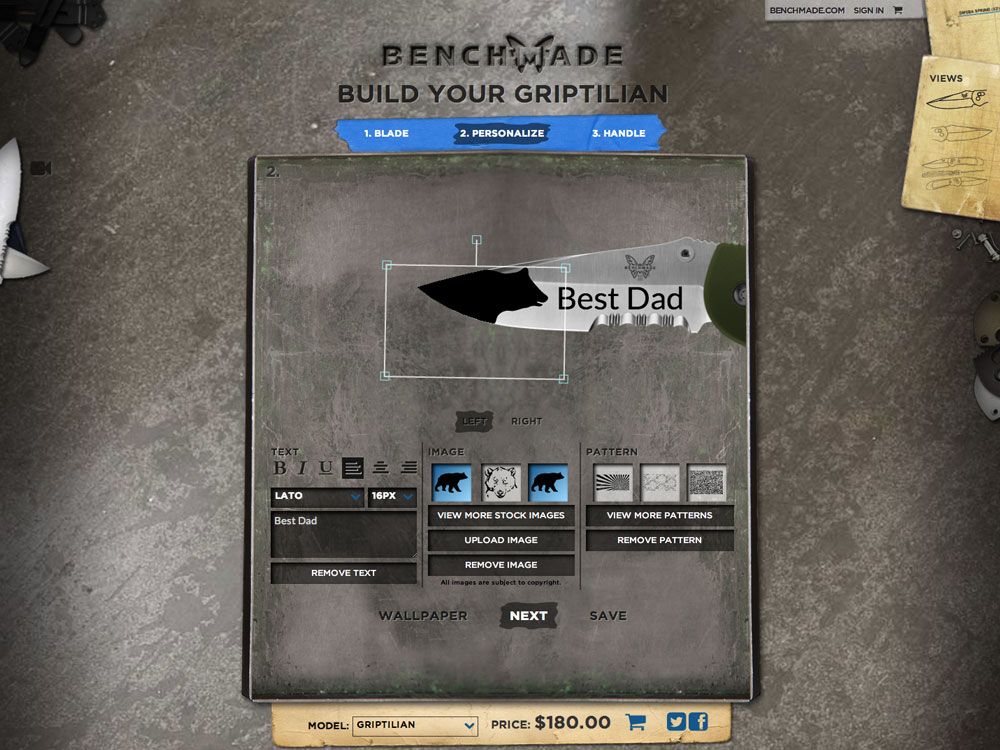 BENCHMADE.COM SIGN IN
BENCHMADE
BUILD YOUR GRIPTILIAN
VIEWS
1. BLADE 2. PERSONALIZE 3. HANDLE
2.
BENCHMADE
Best Dad
LEFT RIGHT
TEXT IMAGE PATTERN
B I U
LATO 16PX
Best Dad
REMOVE TEXT
VIEW MORE STOCK IMAGES
UPLOAD IMAGE
REMOVE IMAGE
All images are subject to copyright.
VIEW MORE PATTERNS
REMOVE PATTERN
WALLPAPER NEXT SAVE
MODEL: GRIPTILIAN PRICE: $180.00